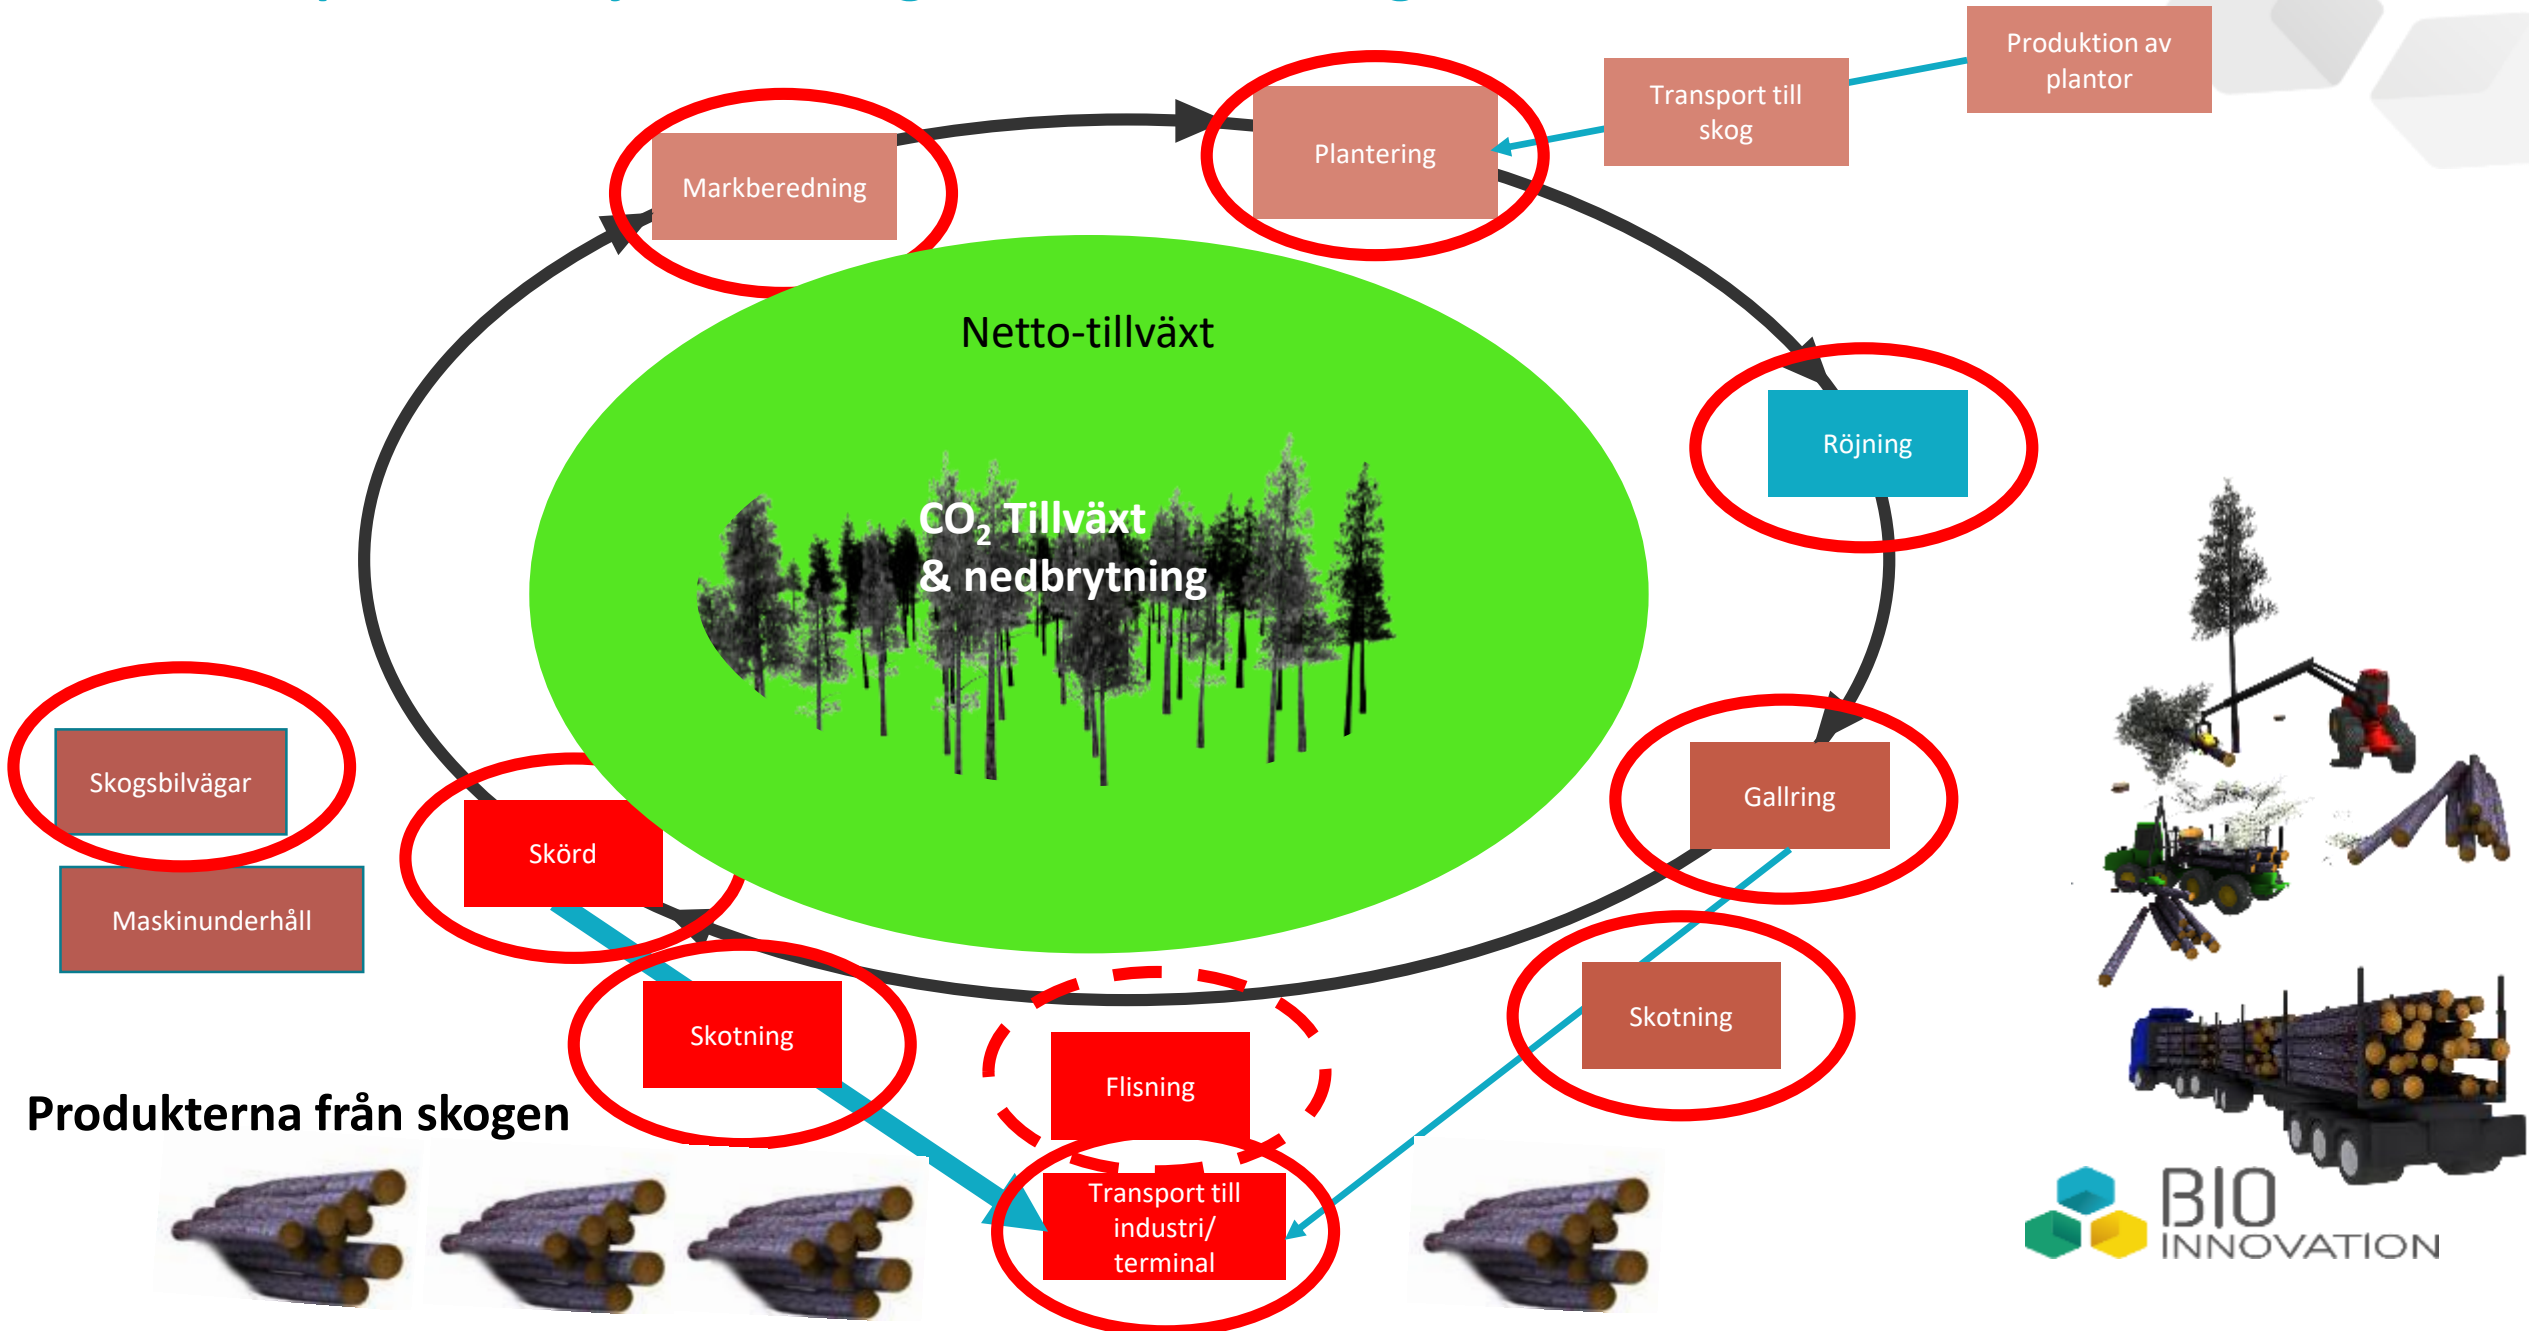 Produktion av
plantor
Transport till
skog
Plantering
Markberedning
Netto-tillväxt
Röjning
CO₂ Tillväxt
& nedbrytning
Skogsbilvägar
Gallring
Skörd
Maskinunderhåll
Skotning
Skotning
Flisning
Produkterna från skogen
Transport till
industri/
terminal
BIO
INNOVATION